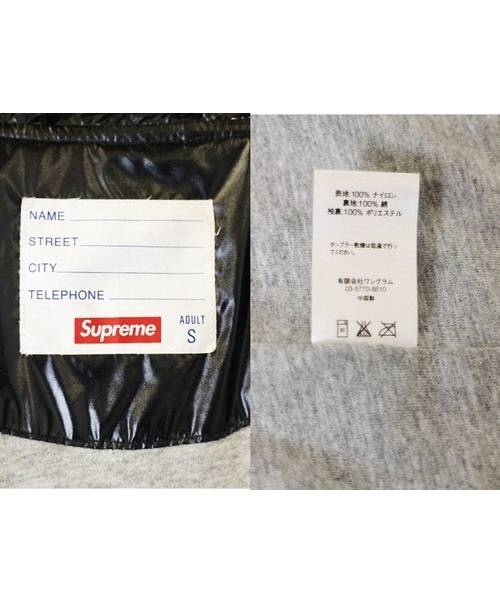 NAME
STREET
CITY
TELEPHONE
Supreme
ADULT
S
表地:100% ナイロン
裏地:100% 綿
袷裏:100% ポリエステル
タンブラー乾燥は低温で行っ
てください。
有限会社ワングラム
03-5770-8610
中国製
30